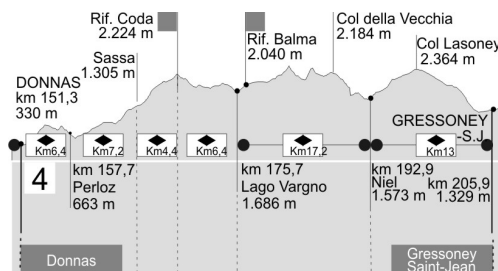 Rif. Coda
2.224 m
Sassa
1.305 m
DONNAS
km 151,3
330 m
Rif. Balma
2.040 m
Col della Vecchia
2.184 m
Col Lasoney
2.364 m
GRESSONEY
-S.J.
Km6,4
Km7,2
Km4,4
Km6,4
Km17,2
Km13
4
km 157,7
Perloz
663 m
km 175,7
Lago Vargno
1.686 m
km 192,9
Niel
1.573 m
km 205,9
1.329 m
Donnas
Gressoney
Saint-Jean